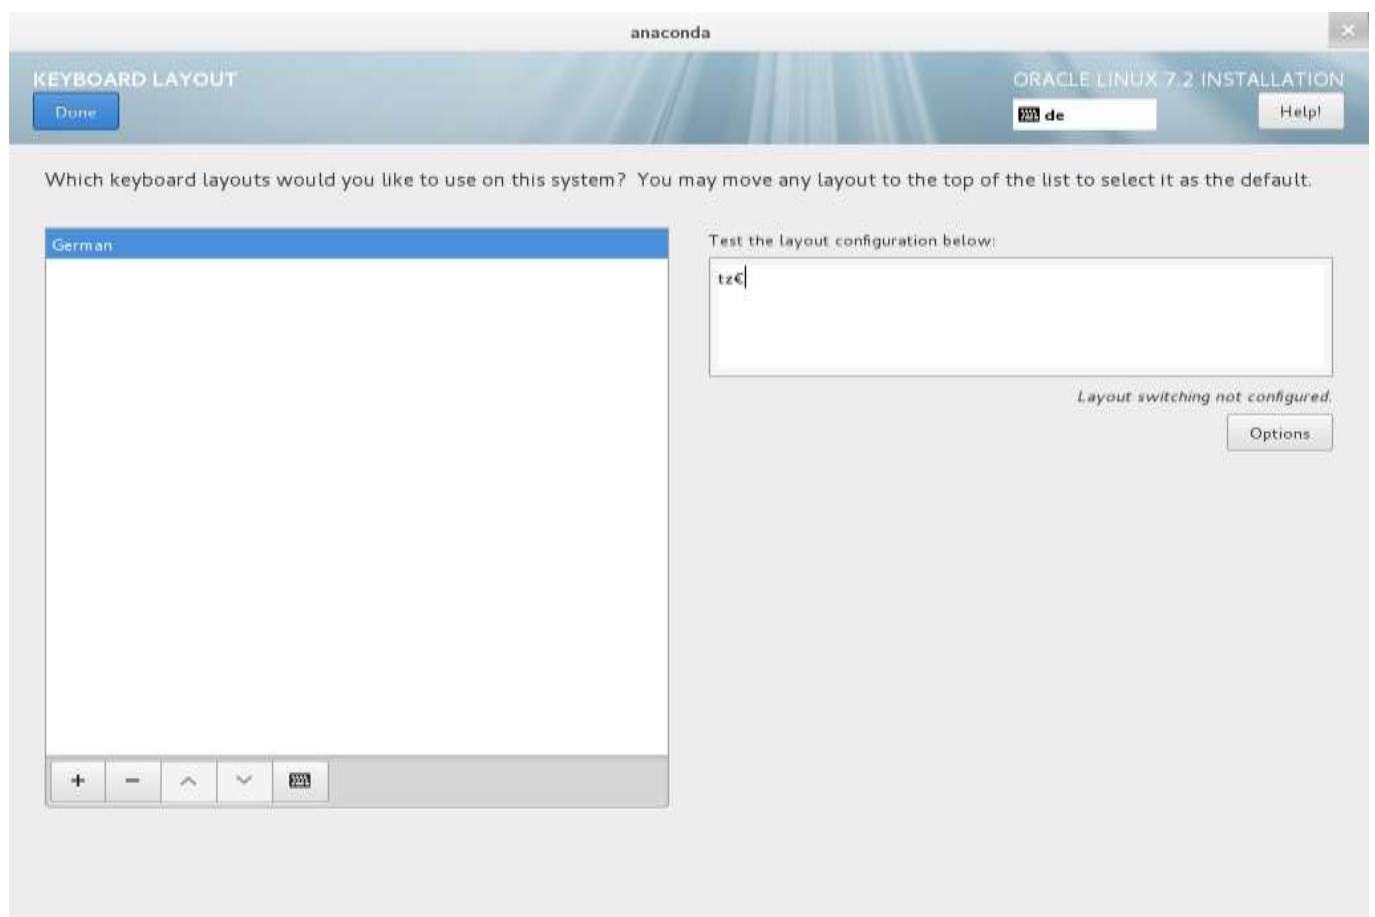 anaconda
KEYBOARD LAYOUT
ORACLE LINUX 7.2 INSTALLATION
Done
de
Help!
Which keyboard layouts would you like to use on this system? You may move any layout to the top of the list to select it as the default.
German
Test the layout configuration below:
tz€
Layout switching not configured.
Options